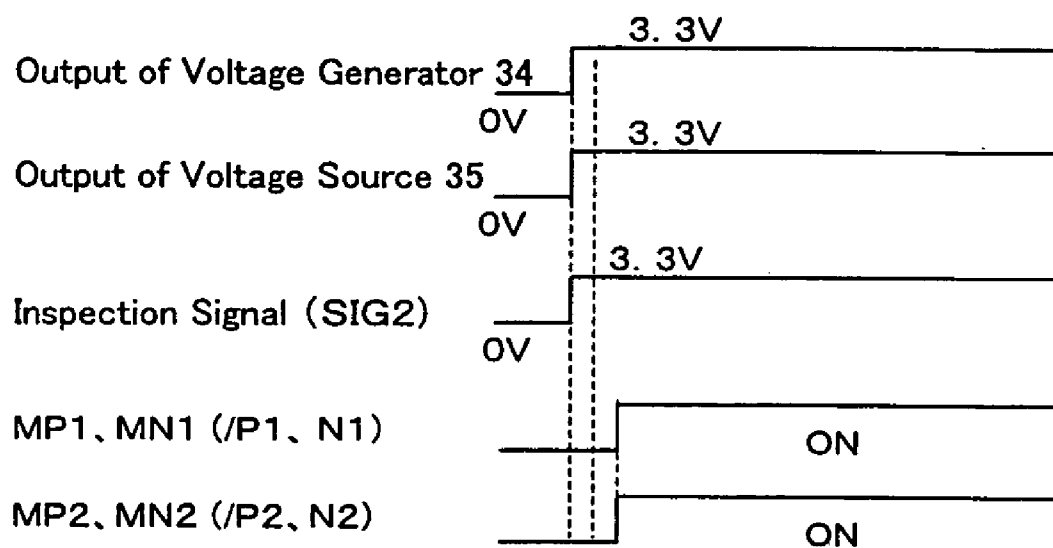 3. 3V
Output of Voltage Generator 34
0V
3. 3V
Output of Voltage Source 35
0V
3. 3V
Inspection Signal (SIG2)
0V
MP1、MN1 (/P1、N1)
ON
MP2、MN2 (/P2、N2)
ON